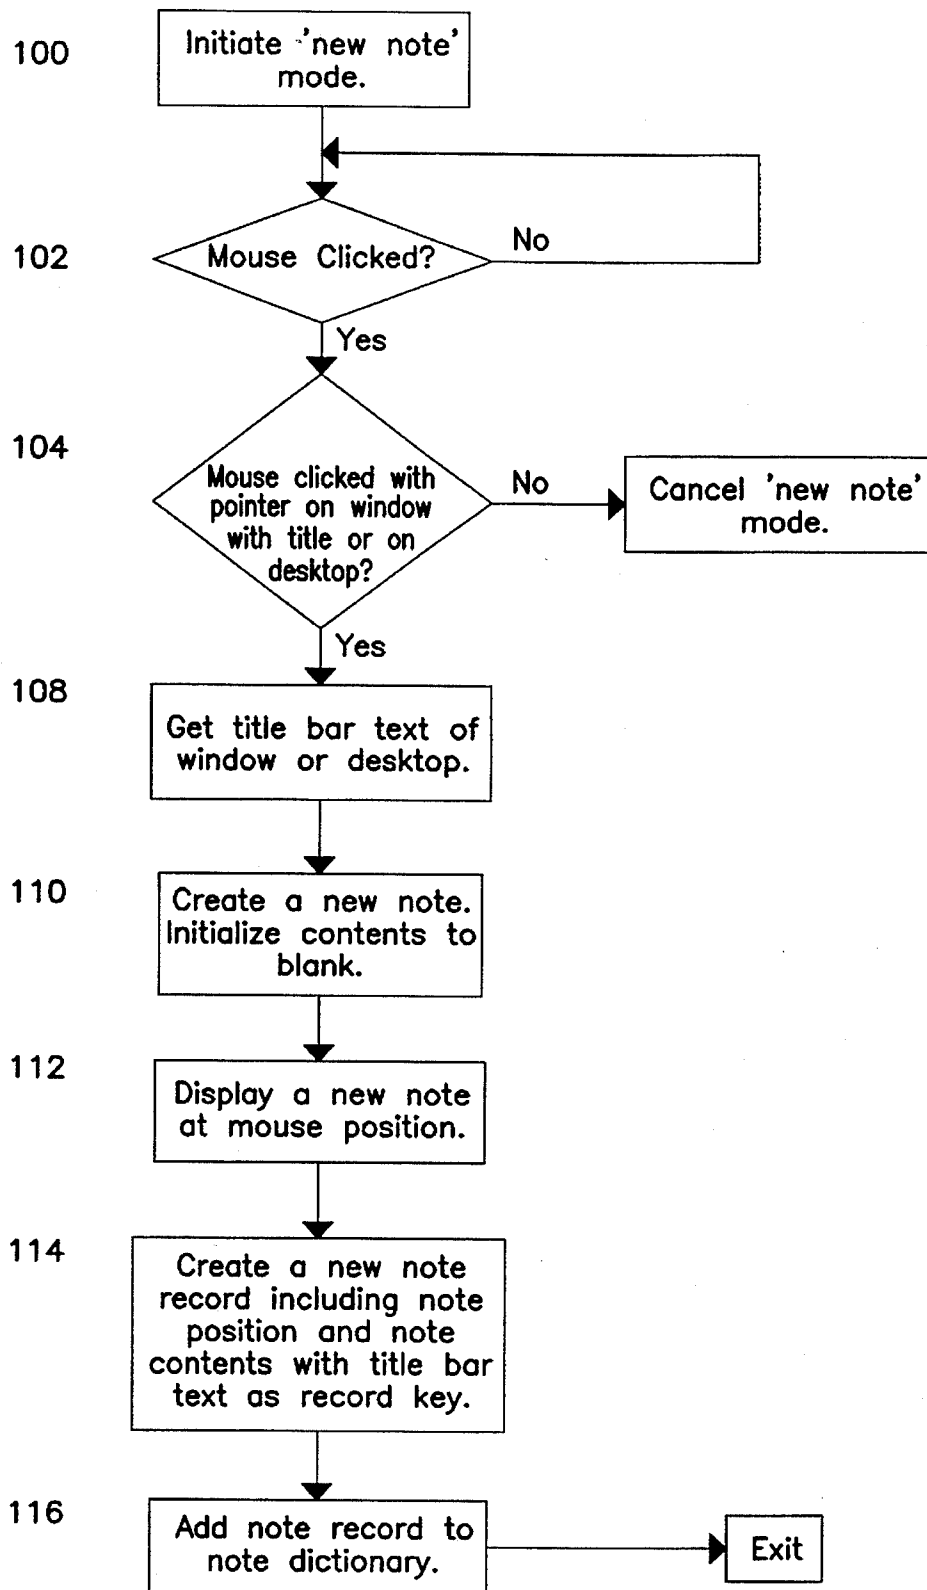 100
Initiate 'new note'
mode.
102
Mouse Clicked?
No
Yes
104
Mouse clicked with
pointer on window
with title or on
desktop?
No
Cancel 'new note'
mode.
Yes
108
Get title bar text of
window or desktop.
110
Create a new note.
Initialize contents to
blank.
112
Display a new note
at mouse position.
114
Create a new note
record including note
position and note
contents with title bar
text as record key.
116
Add note record to
note dictionary.
Exit